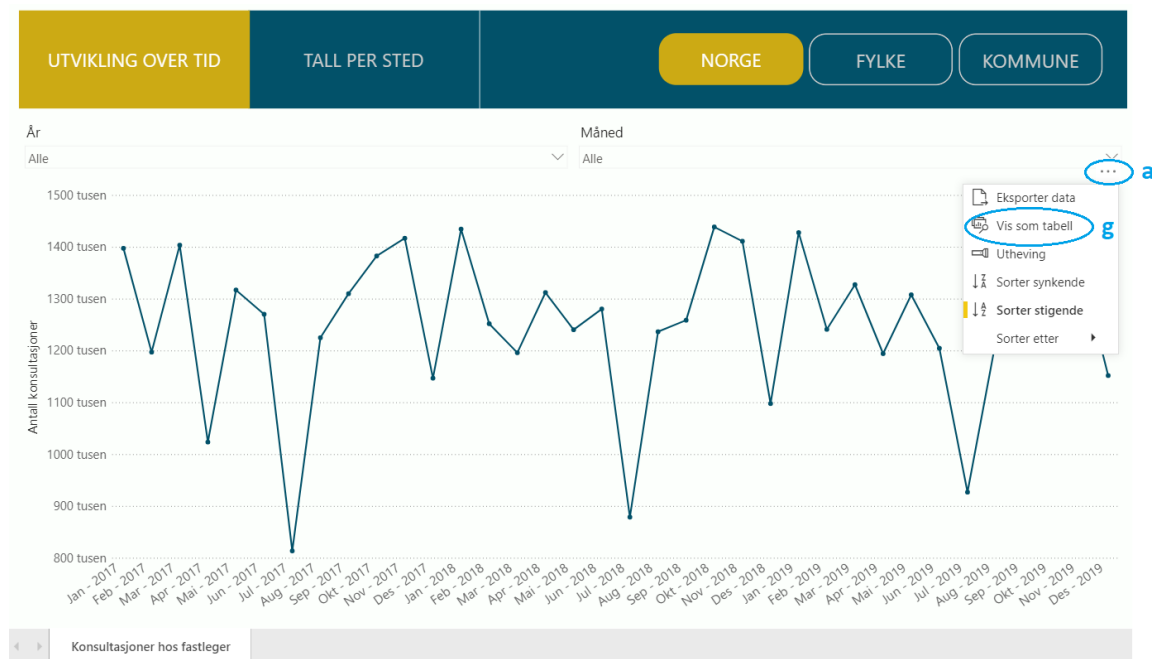 UTVIKLING OVER TID
TALL PER STED
NORGE
FYLKE
KOMMUNE
År
Måned
Alle
Alle
... a
Eksporter data
Vis som tabell g
Utheving
Sorter synkende
Sorter stigende
Sorter etter
Antall konsultasjoner
1500 tusen
1400 tusen
1300 tusen
1200 tusen
1100 tusen
1000 tusen
900 tusen
800 tusen
Jan - 2017
Feb - 2017
Mar - 2017
Apr - 2017
Mai - 2017
Jun - 2017
Jul - 2017
Aug - 2017
Sep - 2017
Okt - 2017
Nov - 2017
Des - 2017
Jan - 2018
Feb - 2018
Mar - 2018
Apr - 2018
Mai - 2018
Jun - 2018
Jul - 2018
Aug - 2018
Sep - 2018
Okt - 2018
Nov - 2018
Des - 2018
Jan - 2019
Feb - 2019
Mar - 2019
Apr - 2019
Mai - 2019
Jun - 2019
Jul - 2019
Aug - 2019
Sep - 2019
Okt - 2019
Nov - 2019
Des - 2019
Konsultasjoner hos fastleger